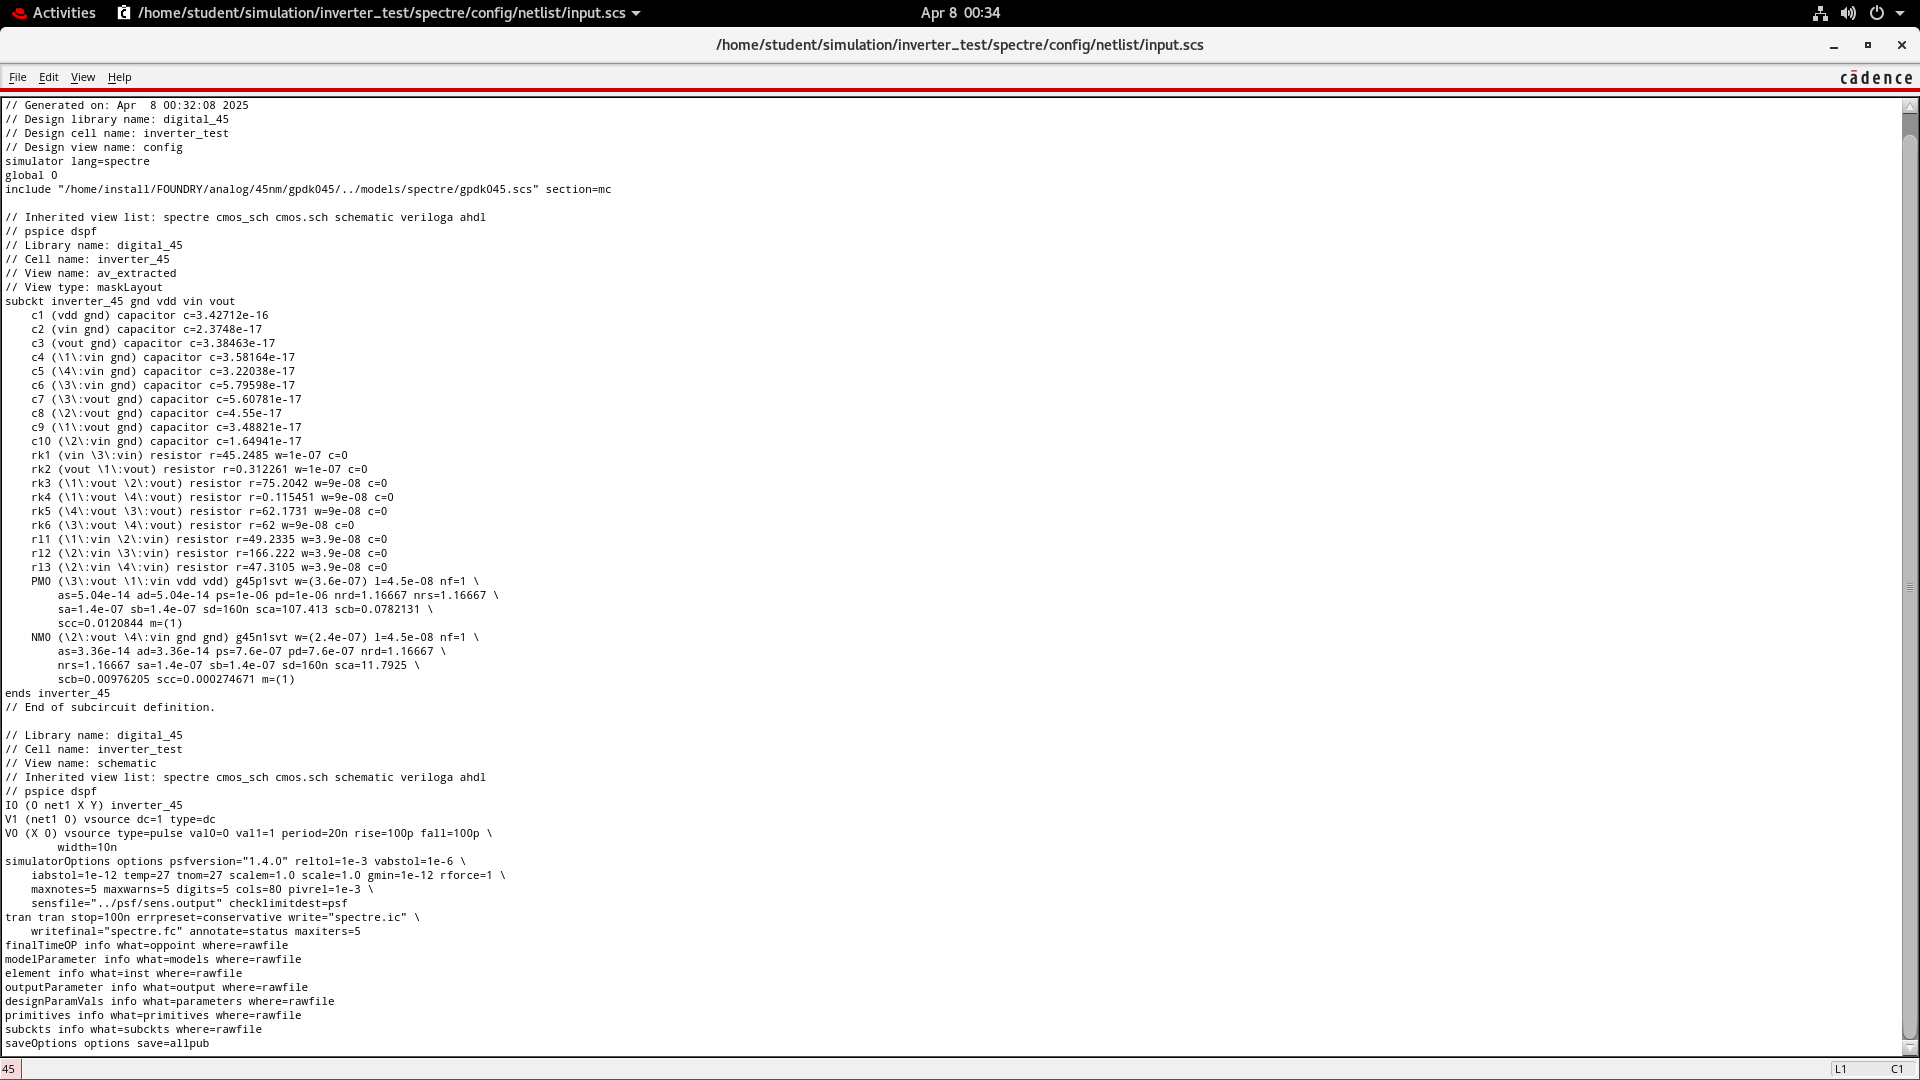 Activities
/home/student/simulation/inverter_test/spectre/config/netlist/input.scs
Apr 8 00:34
/home/student/simulation/inverter_test/spectre/config/netlist/input.scs
File Edit View Help
cādence
// Generated on: Apr  8 00:32:08 2025
// Design library name: digital_45
// Design cell name: inverter_test
// Design view name: config
simulator lang=spectre
global 0
include "/home/install/FOUNDRY/analog/45nm/gpdk045/../models/spectre/gpdk045.scs" section=mc
// Inherited view list: spectre cmos_sch cmos.sch schematic veriloga ahdl
// pspice dspf
// Library name: digital_45
// Cell name: inverter_45
// View name: av_extracted
// View type: maskLayout
subckt inverter_45 gnd vdd vin vout
    c1 (vdd gnd) capacitor c=3.42712e-16
    c2 (vin gnd) capacitor c=2.3748e-17
    c3 (vout gnd) capacitor c=3.38463e-17
    c4 (\1\:vin gnd) capacitor c=3.58164e-17
    c5 (\4\:vin gnd) capacitor c=3.22038e-17
    c6 (\3\:vin gnd) capacitor c=5.79598e-17
    c7 (\3\:vout gnd) capacitor c=5.60781e-17
    c8 (\2\:vout gnd) capacitor c=4.55e-17
    c9 (\1\:vout gnd) capacitor c=3.48821e-17
    c10 (\2\:vin gnd) capacitor c=1.64941e-17
    rk1 (vin \3\:vin) resistor r=45.2485 w=1e-07 c=0
    rk2 (vout \1\:vout) resistor r=0.312261 w=1e-07 c=0
    rk3 (\1\:vout \2\:vout) resistor r=75.2042 w=9e-08 c=0
    rk4 (\1\:vout \4\:vout) resistor r=0.115451 w=9e-08 c=0
    rk5 (\4\:vout \3\:vout) resistor r=62.1731 w=9e-08 c=0
    rk6 (\3\:vout \4\:vout) resistor r=62 w=9e-08 c=0
    rl1 (\1\:vin \2\:vin) resistor r=49.2335 w=3.9e-08 c=0
    rl2 (\2\:vin \3\:vin) resistor r=166.222 w=3.9e-08 c=0
    rl3 (\2\:vin \4\:vin) resistor r=47.3105 w=3.9e-08 c=0
    PM0 (\3\:vout \1\:vin vdd vdd) g45p1svt w=(3.6e-07) l=4.5e-08 nf=1 \
        as=5.04e-14 ad=5.04e-14 ps=1e-06 pd=1e-06 nrd=1.16667 nrs=1.16667 \
        sa=1.4e-07 sb=1.4e-07 sd=160n sca=107.413 scb=0.0782131 \
        scc=0.0120844 m=(1)
    NM0 (\2\:vout \4\:vin gnd gnd) g45n1svt w=(2.4e-07) l=4.5e-08 nf=1 \
        as=3.36e-14 ad=3.36e-14 ps=7.6e-07 pd=7.6e-07 nrd=1.16667 \
        nrs=1.16667 sa=1.4e-07 sb=1.4e-07 sd=160n sca=11.7925 \
        scb=0.00976205 scc=0.000274671 m=(1)
ends inverter_45
// End of subcircuit definition.
// Library name: digital_45
// Cell name: inverter_test
// View name: schematic
// Inherited view list: spectre cmos_sch cmos.sch schematic veriloga ahdl
// pspice dspf
I0 (0 net1 X Y) inverter_45
V1 (net1 0) vsource dc=1 type=dc
V0 (X 0) vsource type=pulse val0=0 val1=1 period=20n rise=100p fall=100p \
        width=10n
simulatorOptions options psfversion="1.4.0" reltol=1e-3 vabstol=1e-6 \
    iabstol=1e-12 temp=27 tnom=27 scalem=1.0 scale=1.0 gmin=1e-12 rforce=1 \
    maxnotes=5 maxwarns=5 digits=5 cols=80 pivrel=1e-3 \
    sensfile="../psf/sens.output" checklimitdest=psf
tran tran stop=100n errpreset=conservative write="spectre.ic" \
    writefinal="spectre.fc" annotate=status maxiters=5
finalTimeOP info what=oppoint where=rawfile
modelParameter info what=models where=rawfile
element info what=inst where=rawfile
outputParameter info what=output where=rawfile
designParamVals info what=parameters where=rawfile
primitives info what=primitives where=rawfile
subckts info what=subckts where=rawfile
saveOptions options save=allpub
45
L1 C1